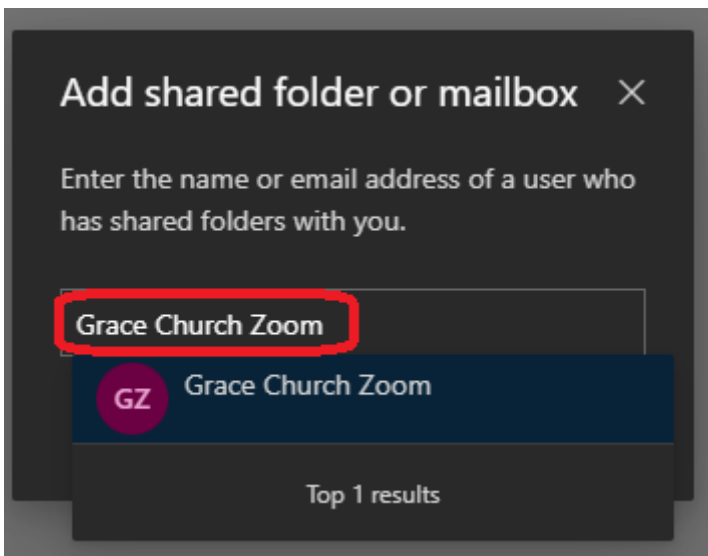 Add shared folder or mailbox
Enter the name or email address of a user who
has shared folders with you.
Grace Church Zoom
GZ
Grace Church Zoom
Top 1 results